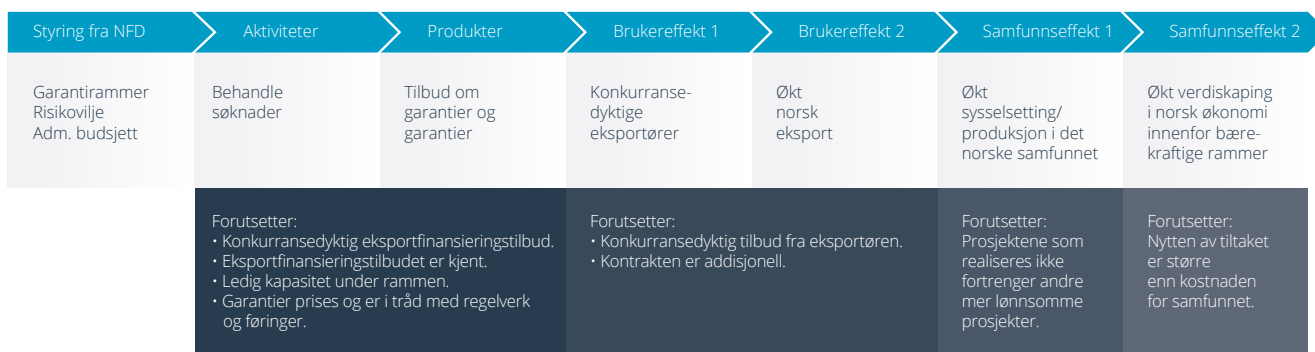 Styring fra NFD
Aktiviteter
Produkter
Brukereffekt 1
Brukereffekt 2
Samfunnseffekt 1
Samfunnseffekt 2
Garantirammer
Risikovilje
Adm. budsjett
Behandle
søknader
Tilbud om
garantier og
garantier
Konkurranse-
dyktige
eksportører
Økt
norsk
eksport
Økt
sysselsetting/
produksjon i det
norske samfunnet
Økt verdiskaping
i norsk økonomi
innenfor bære-
kraftige rammer
Forutsetter:
• Konkurransedyktig eksportfinansieringstilbud.
• Eksportfinansieringstilbudet er kjent.
• Ledig kapasitet under rammen.
• Garantier prises og er i tråd med regelverk
og føringer.
Forutsetter:
• Konkurransedyktig tilbud fra eksportøren.
• Kontrakten er addisjonell.
Forutsetter:
Prosjektene som
realiseres ikke
fortrenger andre
mer lønnsomme
prosjekter.
Forutsetter:
Nytten av tiltaket
er større
enn kostnaden
for samfunnet.